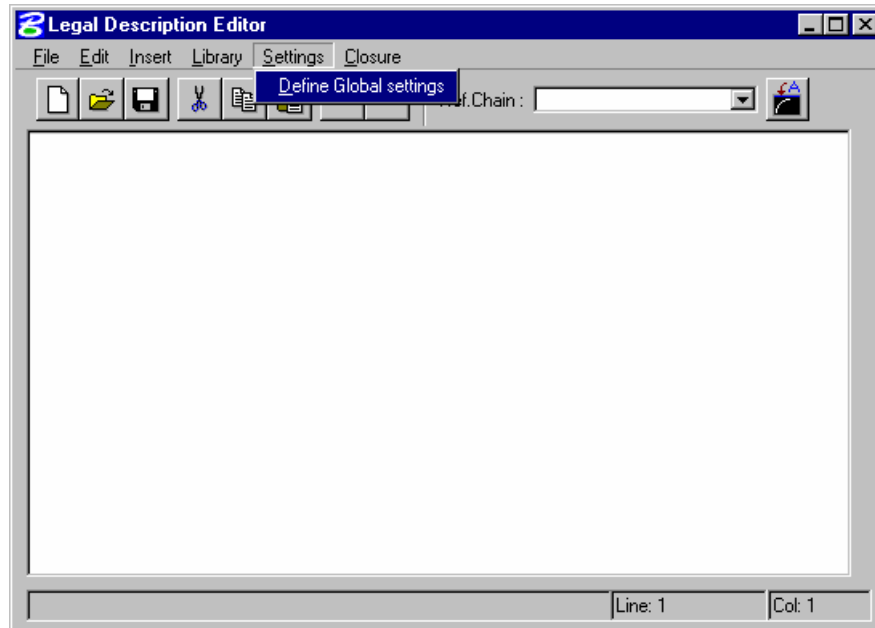 Legal Description Editor
File Edit Insert Library Settings Closure
Define Global settings
f.Chain :
Line: 1 Col: 1